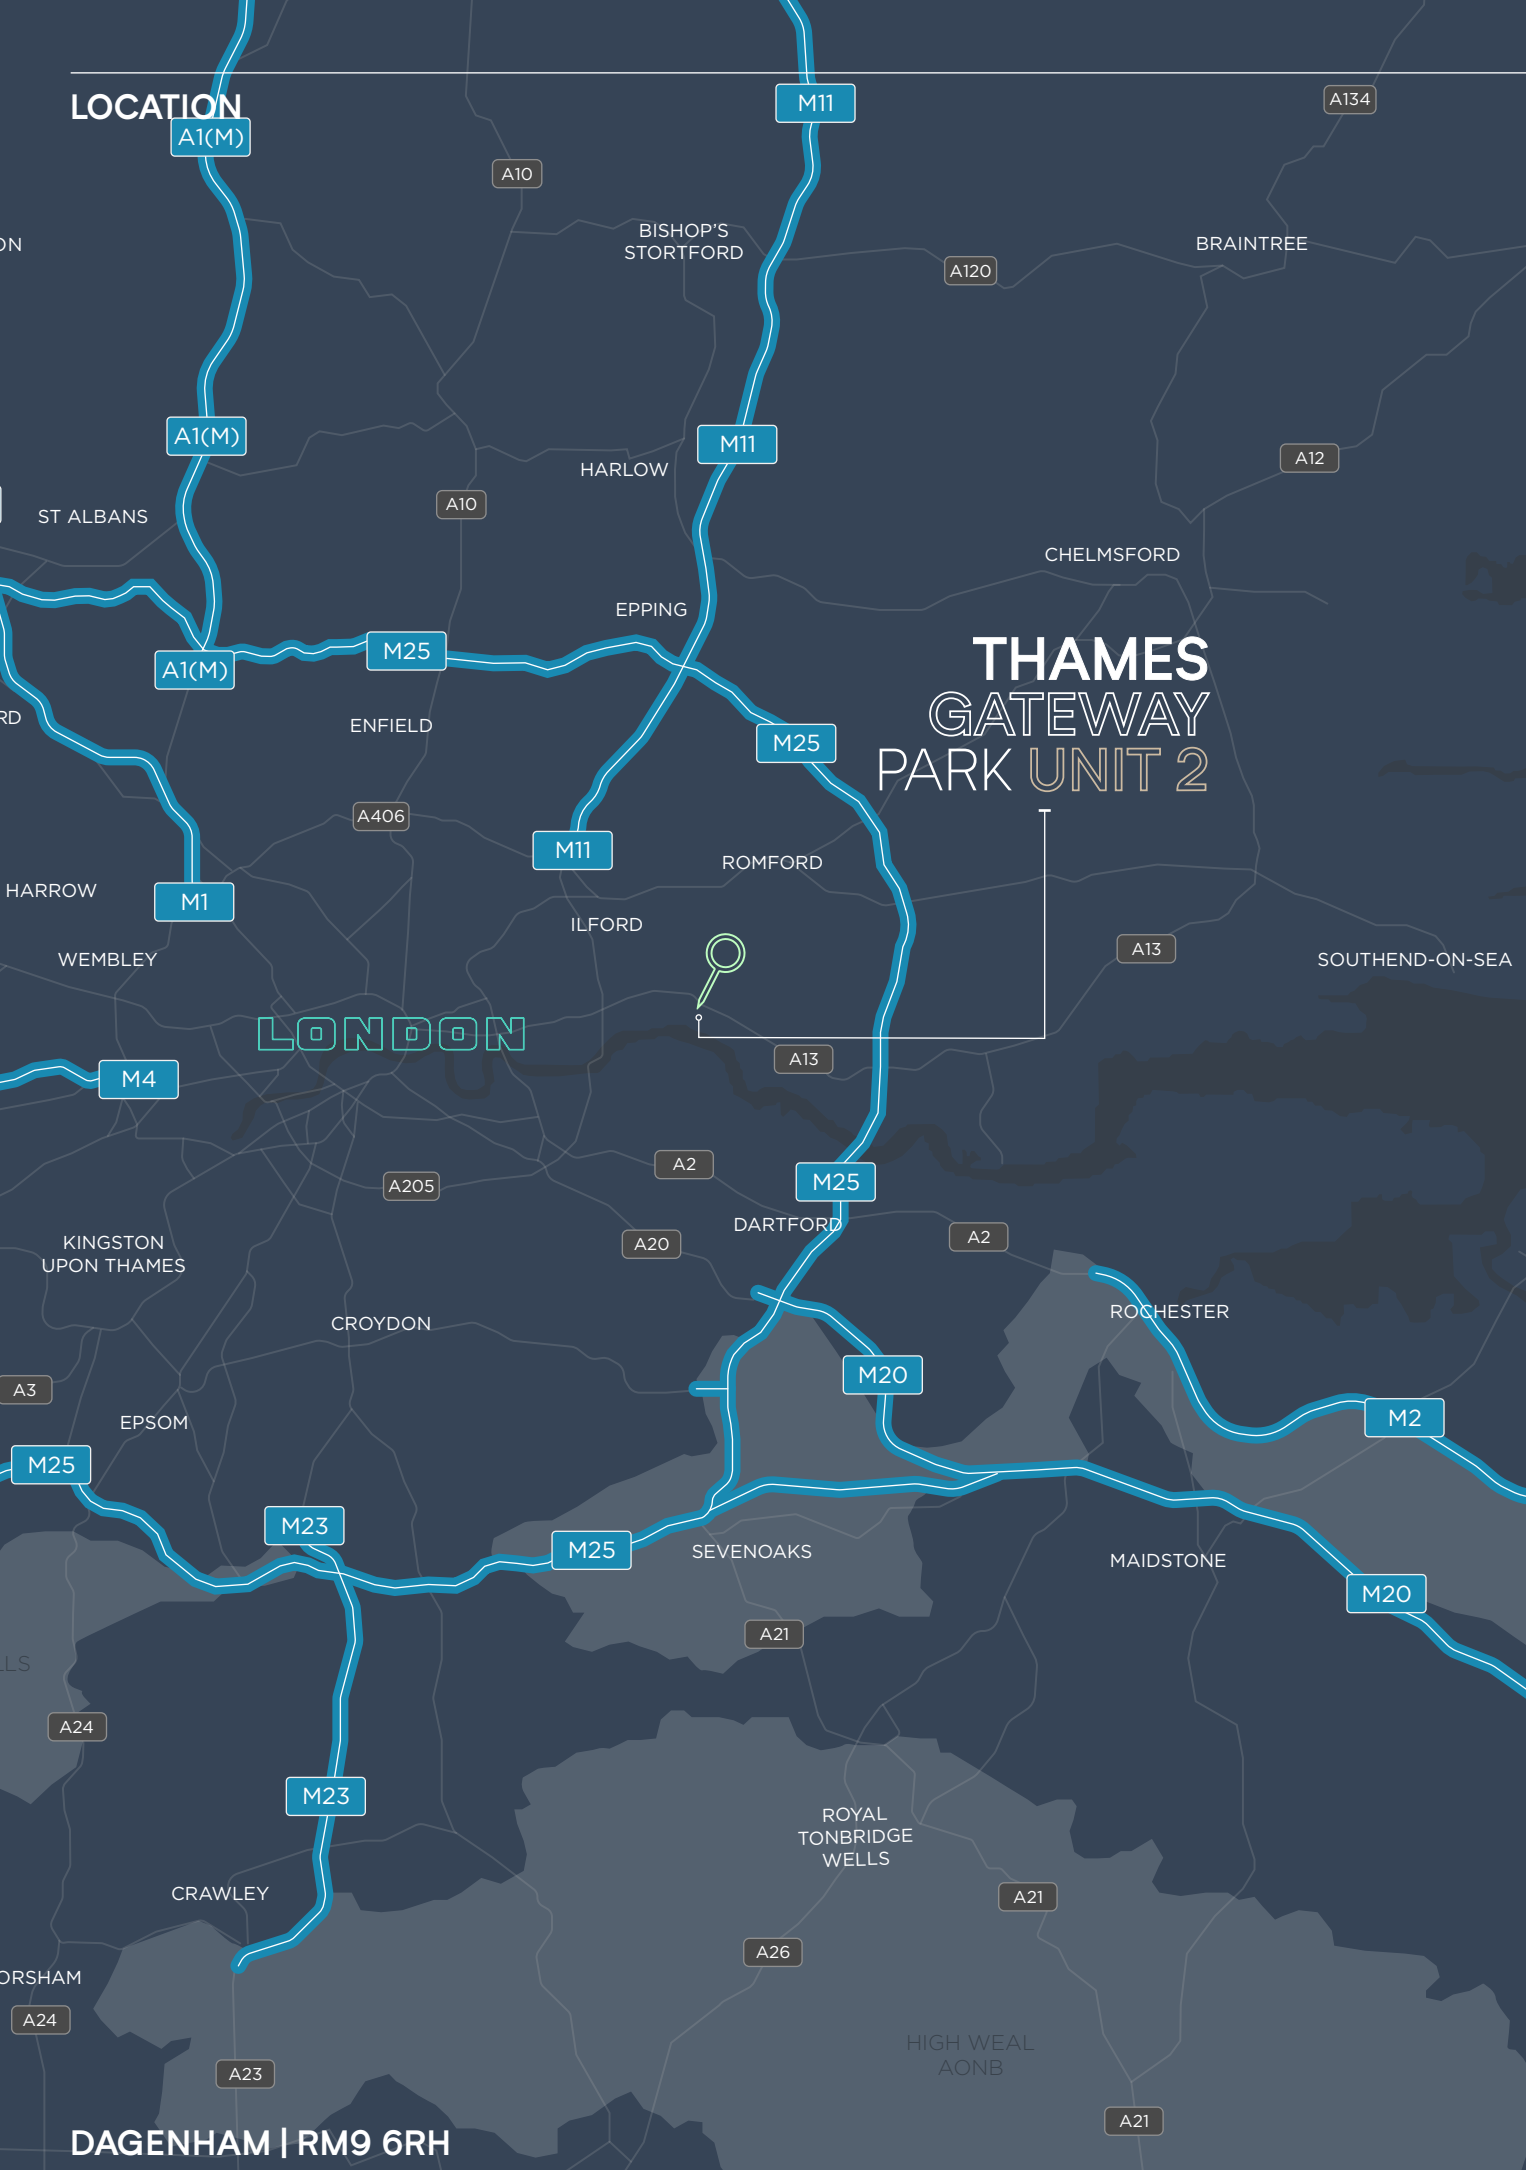 LOCATION
A1(M)
M11
A134
A10
BISHOP'S
STORTFORD
ON
A120
BRAINTREE
A1(M)
M11
HARLOW
A12
A10
ST ALBANS
CHELMSFORD
EPPING
A1(M)
M25
THAMES
GATEWAY
PARK UNIT 2
RD
ENFIELD
M25
A406
M11
ROMFORD
HARROW
M1
ILFORD
WEMBLEY
A13
SOUTHEND-ON-SEA
LONDON
A13
M4
A2
A205
M25
DARTFORD
A20
A2
KINGSTON
UPON THAMES
CROYDON
ROCHESTER
A3
M20
EPSOM
M2
M25
M23
M25
SEVENOAKS
MAIDSTONE
M20
A21
LLS
A24
M23
ROYAL
TONBRIDGE
WELLS
CRAWLEY
A21
A26
ORSHAM
A24
HIGH WEAL
AONB
A23
A21
DAGENHAM | RM9 6RH